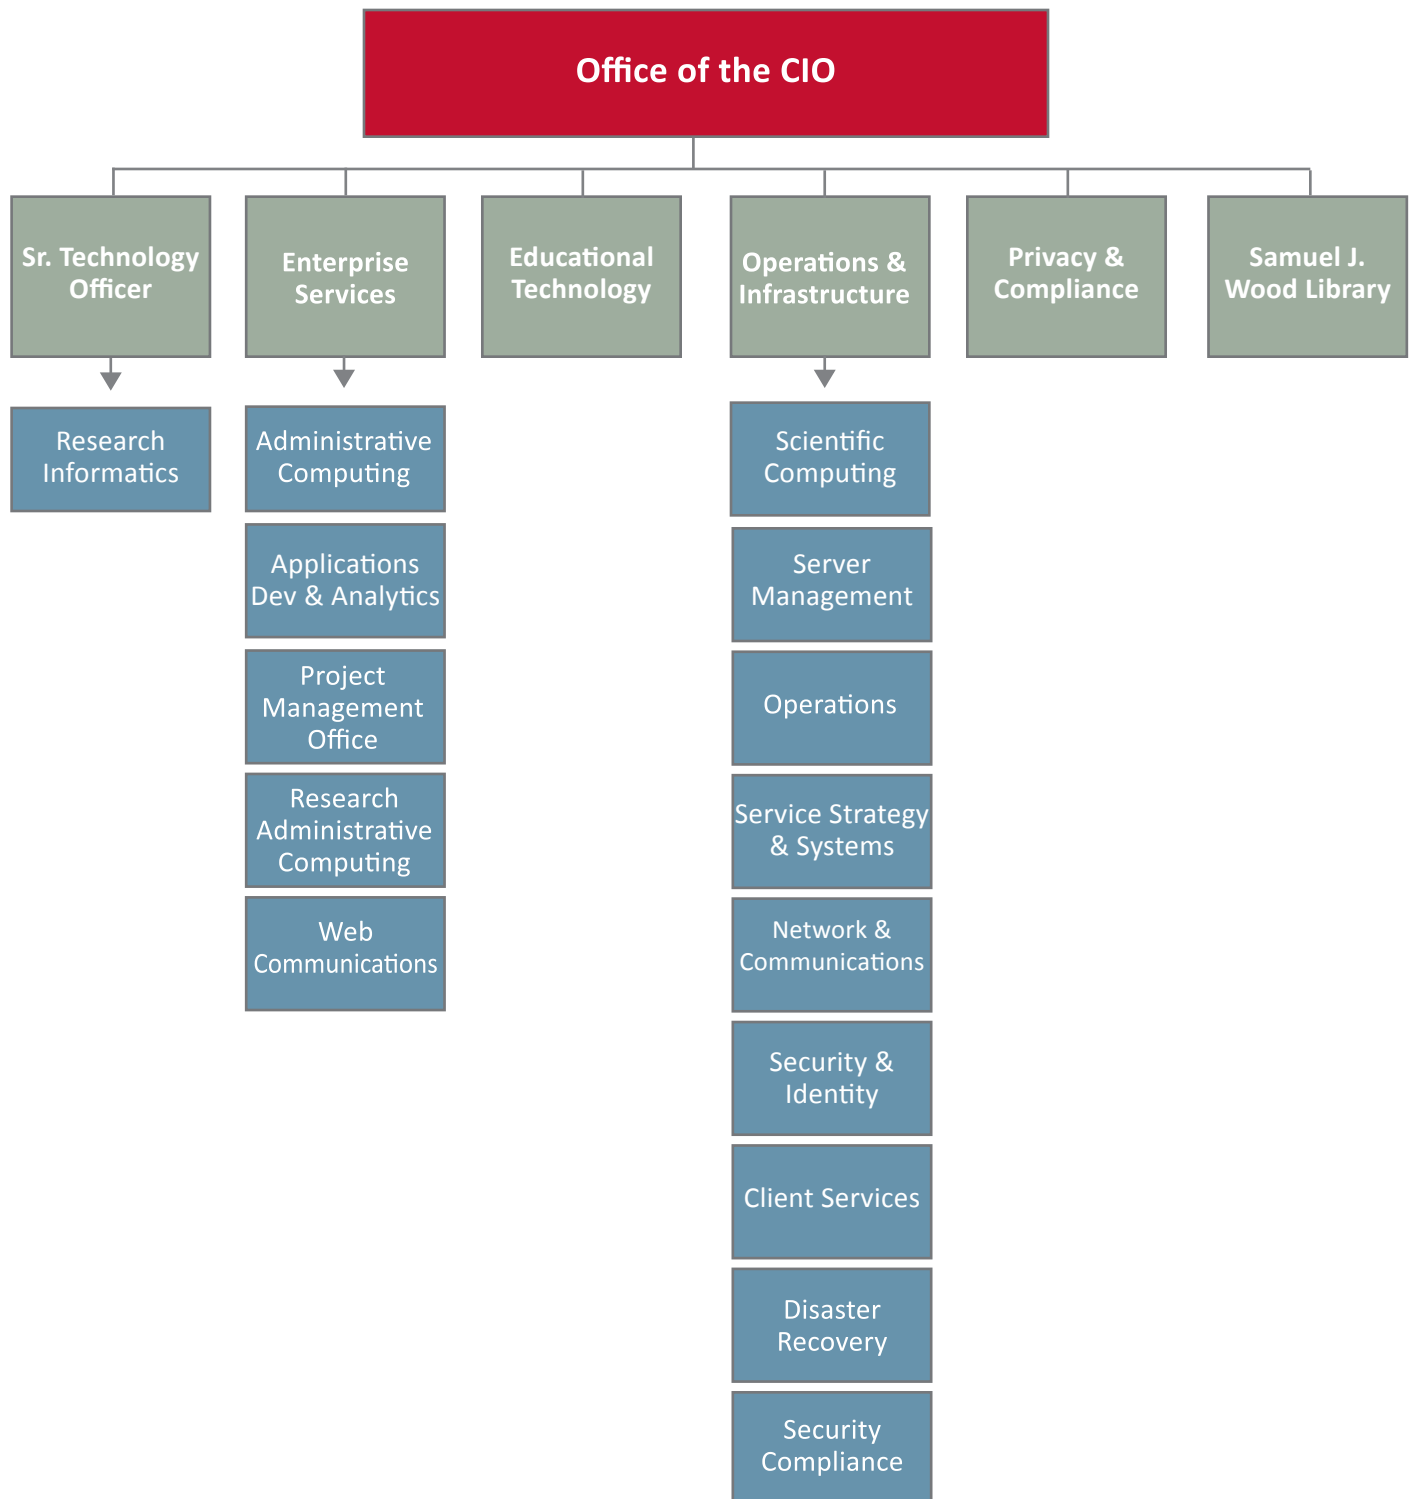 Office of the CIO
Sr. Technology
Officer
Enterprise
Services
Educational
Technology
Operations &
Infrastructure
Privacy &
Compliance
Samuel J.
Wood Library
Research
Informatics
Administrative
Computing
Applications
Dev & Analytics
Project
Management
Office
Research
Administrative
Computing
Web
Communications
Scientific
Computing
Server
Management
Operations
Service Strategy
& Systems
Network &
Communications
Security &
Identity
Client Services
Disaster
Recovery
Security
Compliance